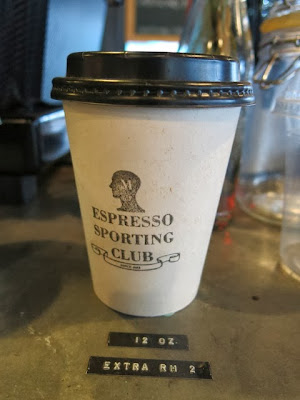 ESPRESSO
SPORTING
CLUB
12 OZ
EXTRA RM 2